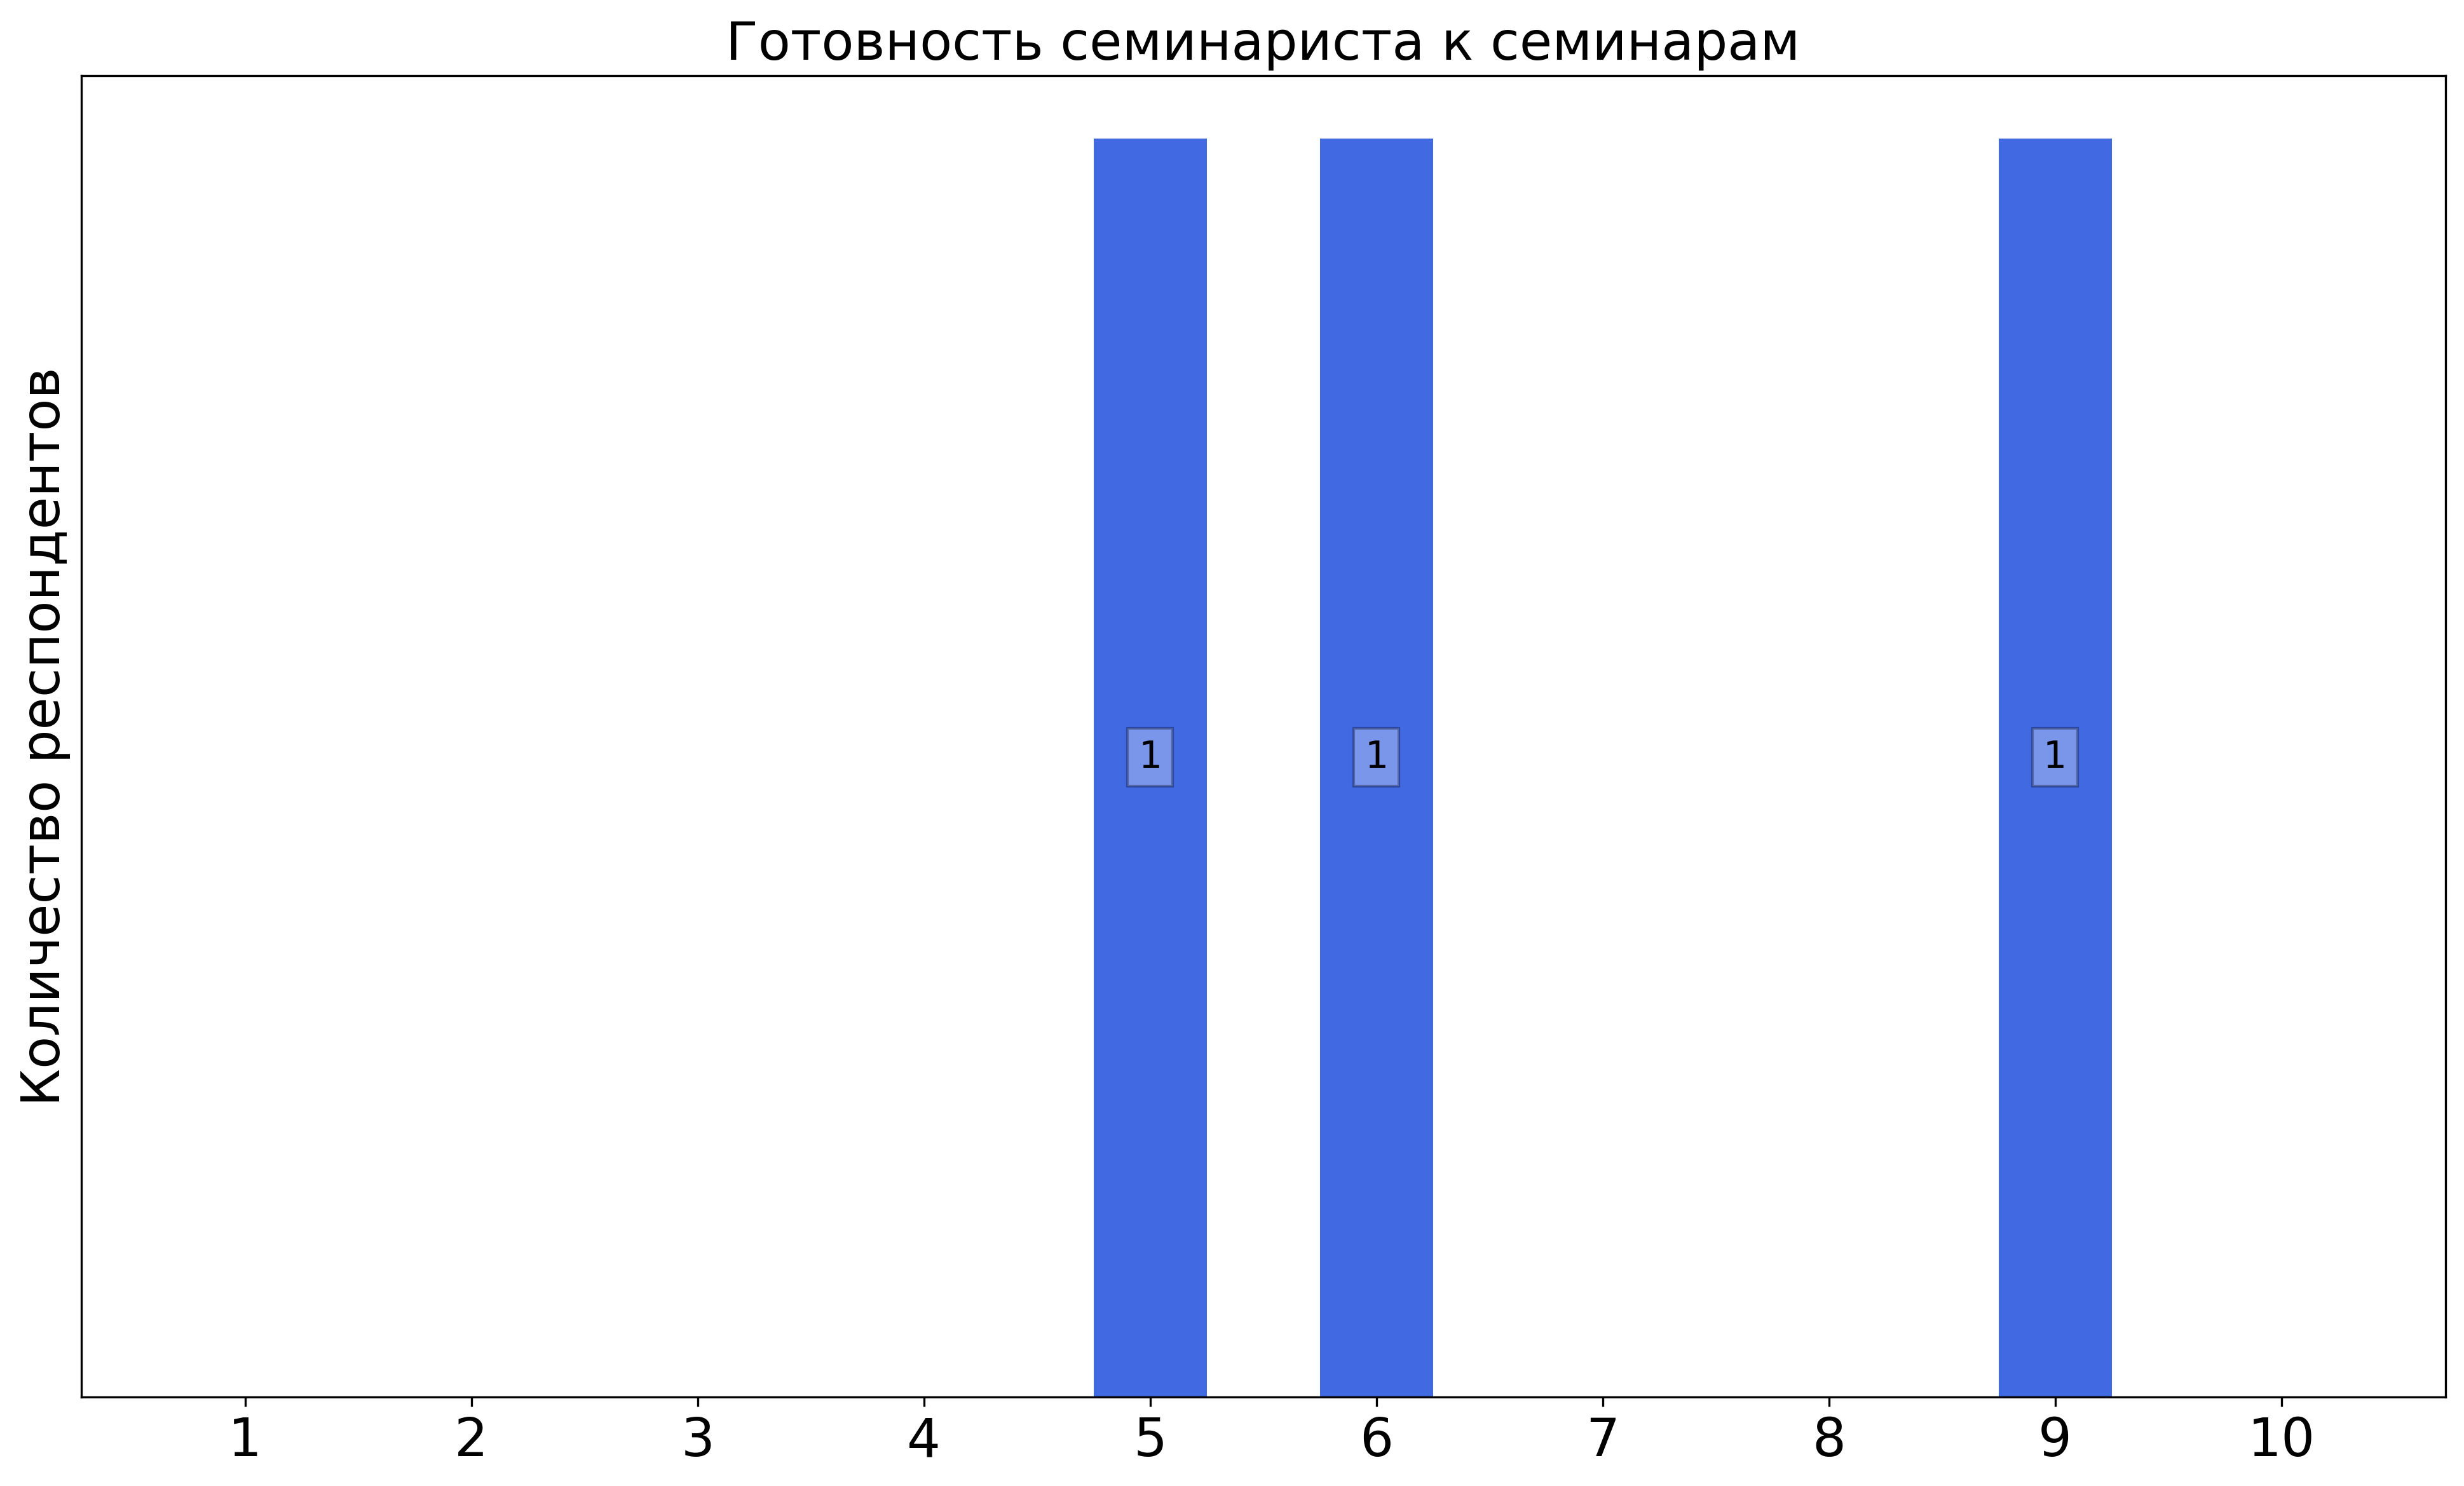 Готовность семинариста к семинарам
Количество респондентов
1 1 1
1 2 3 4 5 6 7 8 9 10